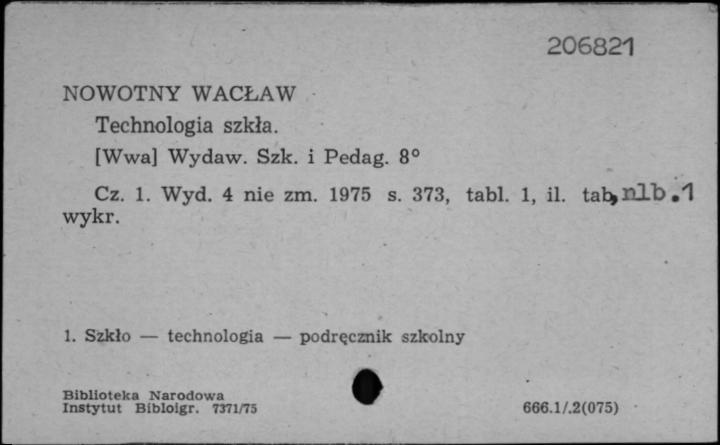 206821
NOWOTNY WACŁAW
Technologia szkła.
[Wwa] Wydaw. Szk. i Pedag. 8°
Cz. 1. Wyd. 4 nie zm. 1975 s. 373, tabl. 1, il. tab, nlb.1
wykr.
1. Szkło — technologia — podręcznik szkolny
Biblioteka Narodowa
Instytut Bibloigr. 7371/75
666.1/.2(075)